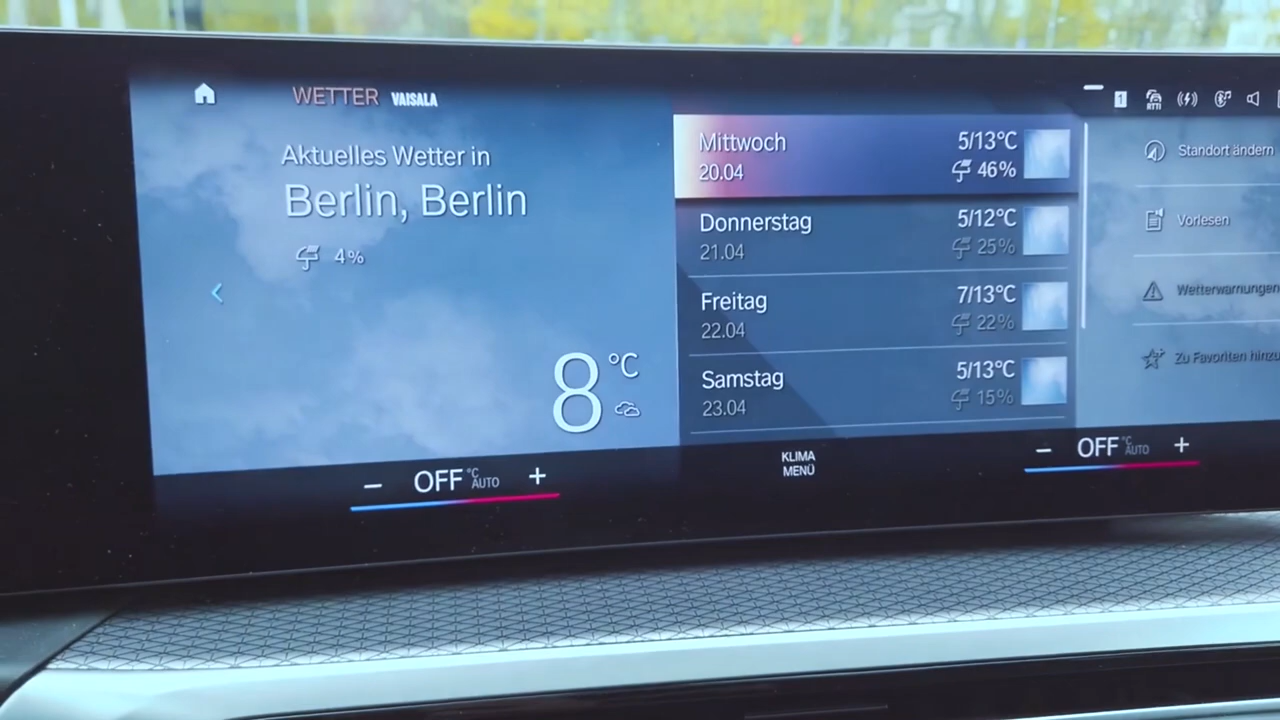 WETTER VAISALA
1
RTTI
Aktuelles Wetter in
Berlin, Berlin
4%
8 °C
Mittwoch 5/13°C
20.04 46%
Donnerstag 5/12°C
21.04 25%
Freitag 7/13°C
22.04 22%
Samstag 5/13°C
23.04 15%
Standort ändern
Vorlesen
Wetterwarnungen
Zu Favoriten hinzu
− OFF °C AUTO +
KLIMA
MENÜ
− OFF °C AUTO +